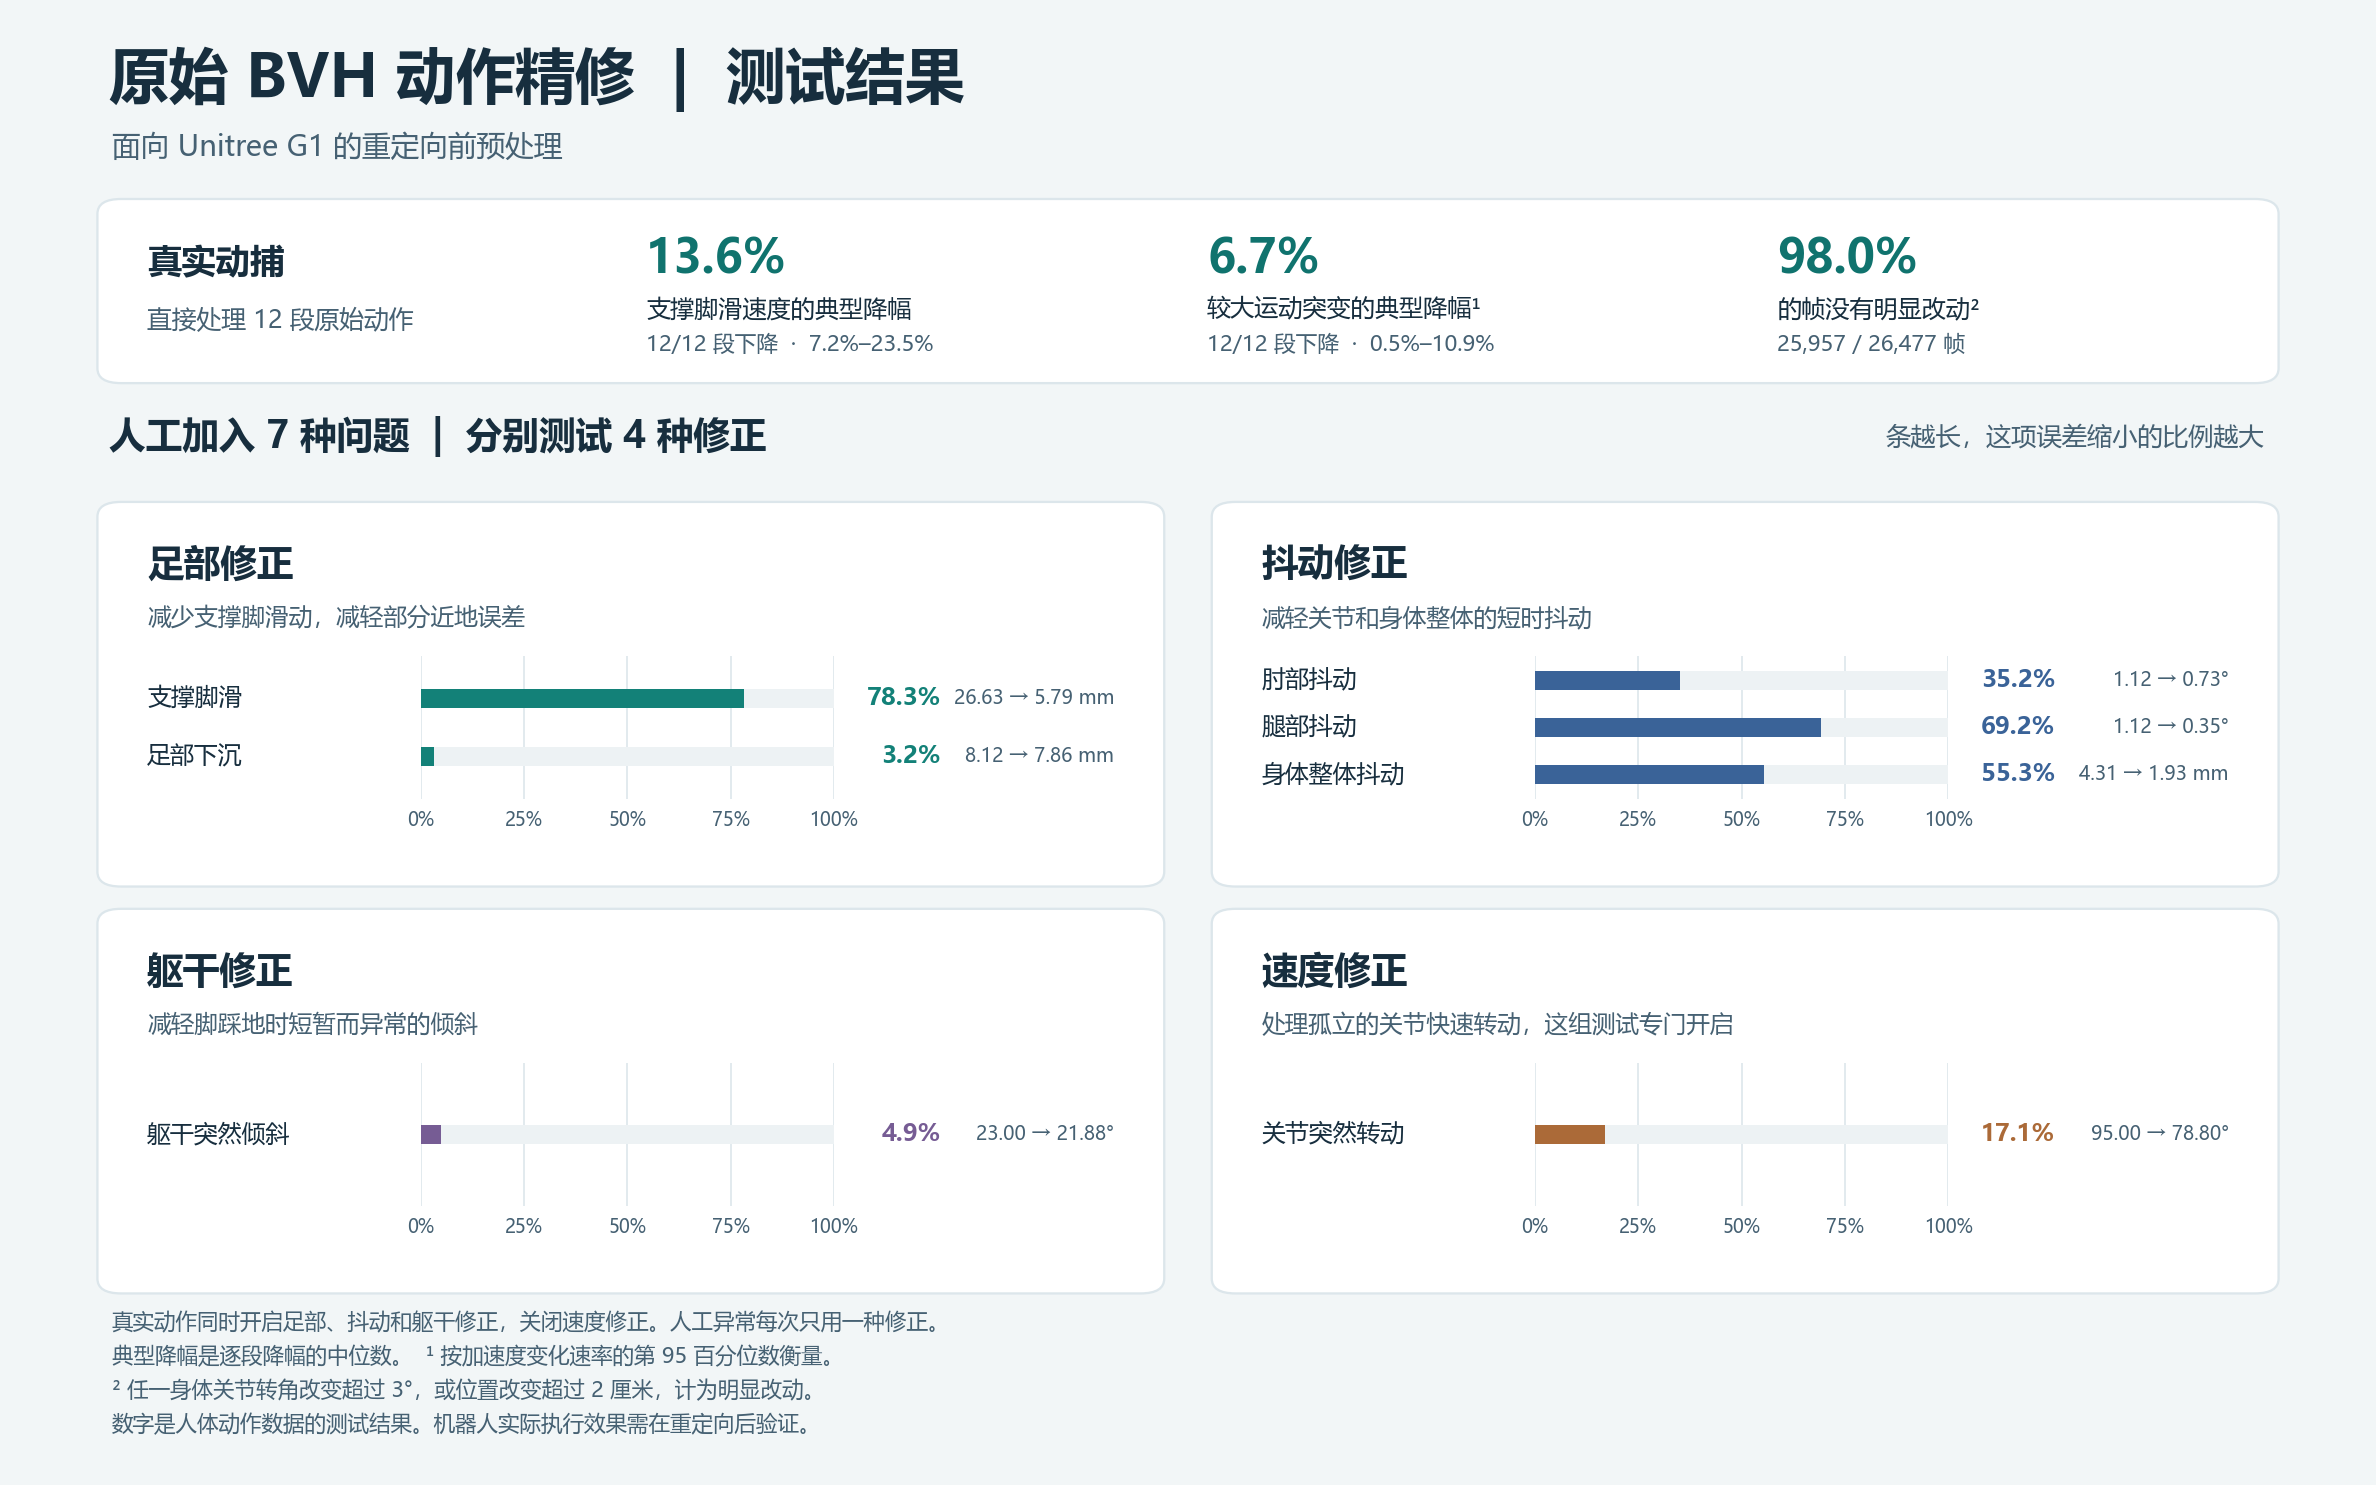 原始 BVH 动作精修 | 测试结果
面向 Unitree G1 的重定向前预处理
真实动捕
直接处理 12 段原始动作
13.6%
支撑脚滑速度的典型降幅
12/12 段下降 · 7.2%–23.5%
6.7%
较大运动突变的典型降幅¹
12/12 段下降 · 0.5%–10.9%
98.0%
的帧没有明显改动²
25,957 / 26,477 帧
人工加入 7 种问题 | 分别测试 4 种修正
条越长，这项误差缩小的比例越大
足部修正
减少支撑脚滑动，减轻部分近地误差
支撑脚滑 78.3% 26.63 → 5.79 mm
足部下沉 3.2% 8.12 → 7.86 mm
0% 25% 50% 75% 100%
抖动修正
减轻关节和身体整体的短时抖动
肘部抖动 35.2% 1.12 → 0.73°
腿部抖动 69.2% 1.12 → 0.35°
身体整体抖动 55.3% 4.31 → 1.93 mm
0% 25% 50% 75% 100%
躯干修正
减轻脚踩地时短暂而异常的倾斜
躯干突然倾斜 4.9% 23.00 → 21.88°
0% 25% 50% 75% 100%
速度修正
处理孤立的关节快速转动，这组测试专门开启
关节突然转动 17.1% 95.00 → 78.80°
0% 25% 50% 75% 100%
真实动作同时开启足部、抖动和躯干修正，关闭速度修正。人工异常每次只用一种修正。
典型降幅是逐段降幅的中位数。 ¹ 按加速度变化速率的第 95 百分位数衡量。
² 任一身体关节转角改变超过 3°，或位置改变超过 2 厘米，计为明显改动。
数字是人体动作数据的测试结果。机器人实际执行效果需在重定向后验证。